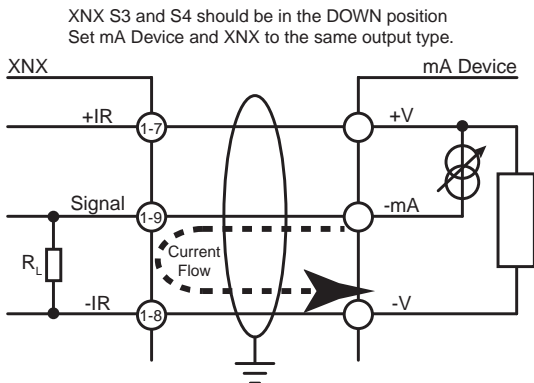 XNX S3 and S4 should be in the DOWN position
Set mA Device and XNX to the same output type.
XNX
mA Device
+IR
1-7
+V
Signal
1-9
-mA
Current
Flow
RL
-IR
1-8
-V